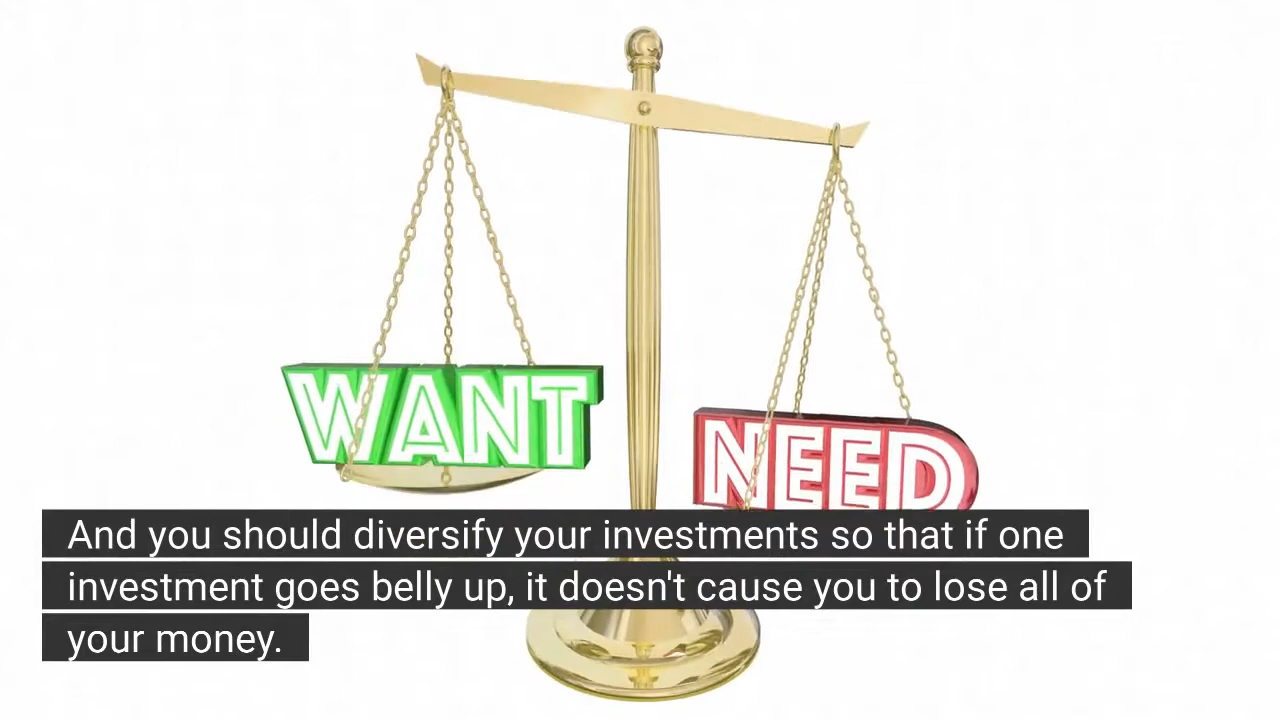 WANT
NEED
And you should diversify your investments so that if one
investment goes belly up, it doesn't cause you to lose all of
your money.